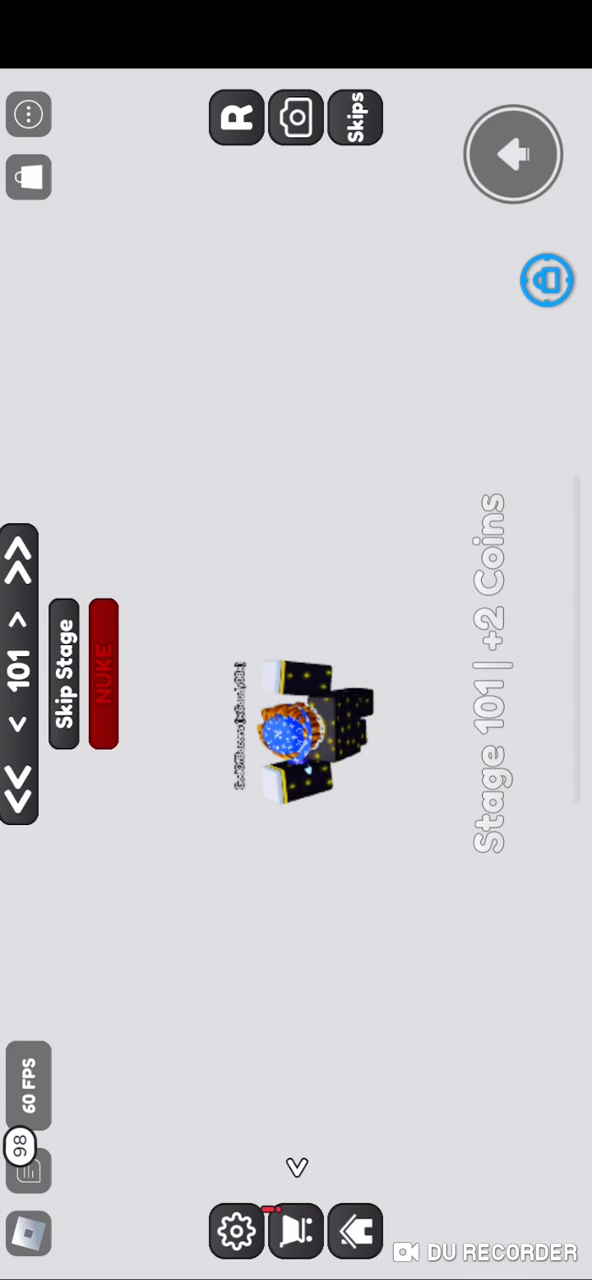 98
60 FPS
<< < 101 > >>
Skip Stage
NUKE
R
Skips
Stage 101 | +2 Coins
DU RECORDER